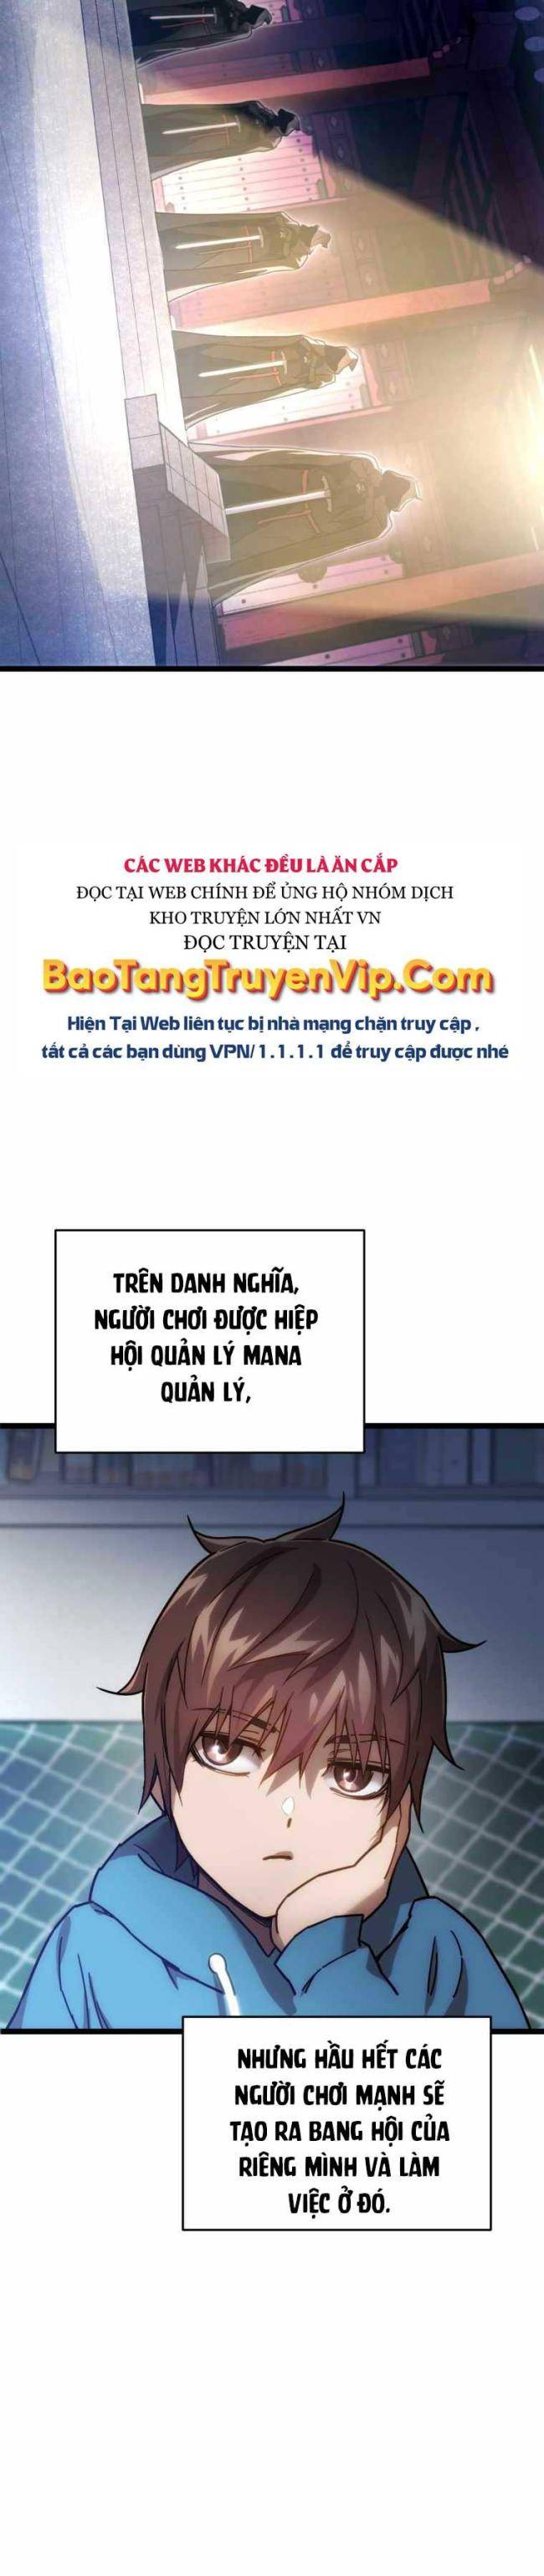 CÁC WEB KHÁC ĐỀU LÀ ĂN CẮP
ĐỌC TẠI WEB CHÍNH ĐỂ ỦNG HỘ NHÓM DỊCH
KHO TRUYỆN LỚN NHẤT VN
ĐỌC TRUYỆN TẠI
BaoTangTruyenVip.Com
Hiện Tại Web liên tục bị nhà mạng chặn truy cập,
tất cả các bạn dùng VPN/1.1.1.1 để truy cập được nhé
TRÊN DANH NGHĨA,
NGƯỜI CHƠI ĐƯỢC HIỆP
HỘI QUẢN LÝ MANA
QUẢN LÝ,
NHƯNG HẦU HẾT CÁC
NGƯỜI CHƠI MẠNH SẼ
TẠO RA BANG HỘI CỦA
RIÊNG MÌNH VÀ LÀM
VIỆC Ở ĐÓ.